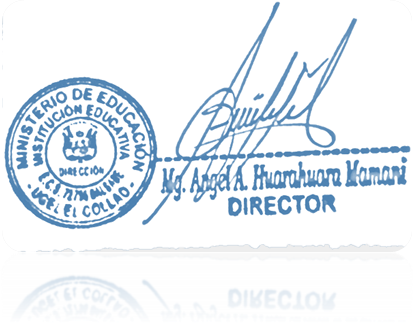 MINISTERIO DE EDUCACIÓN
INSTITUCIÓN EDUCATIVA
DIRECCIÓN
UGEL EL COLLAO
Mg. Angel A. Huarahuara Mamani
DIRECTOR